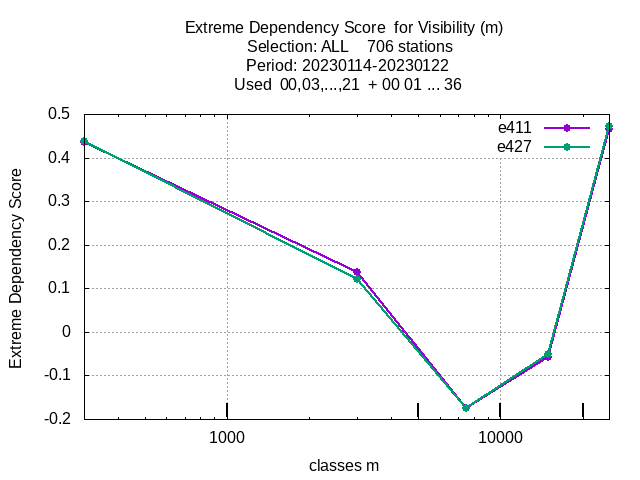 Extreme Dependency Score  for Visibility (m)
Selection: ALL    706 stations
Period: 20230114-20230122
Used  00,03,...,21  + 00 01 ... 36
e411
e427
Extreme Dependency Score
0.5
0.4
0.3
0.2
0.1
0
-0.1
-0.2
1000
10000
classes m